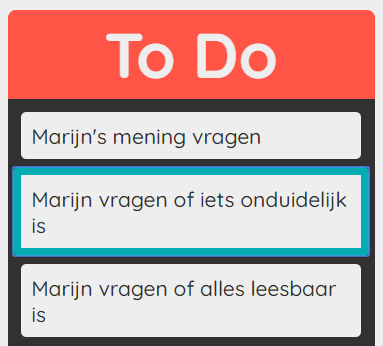 To Do
Marijn's mening vragen
Marijn vragen of iets onduidelijk
is
Marijn vragen of alles leesbaar
is